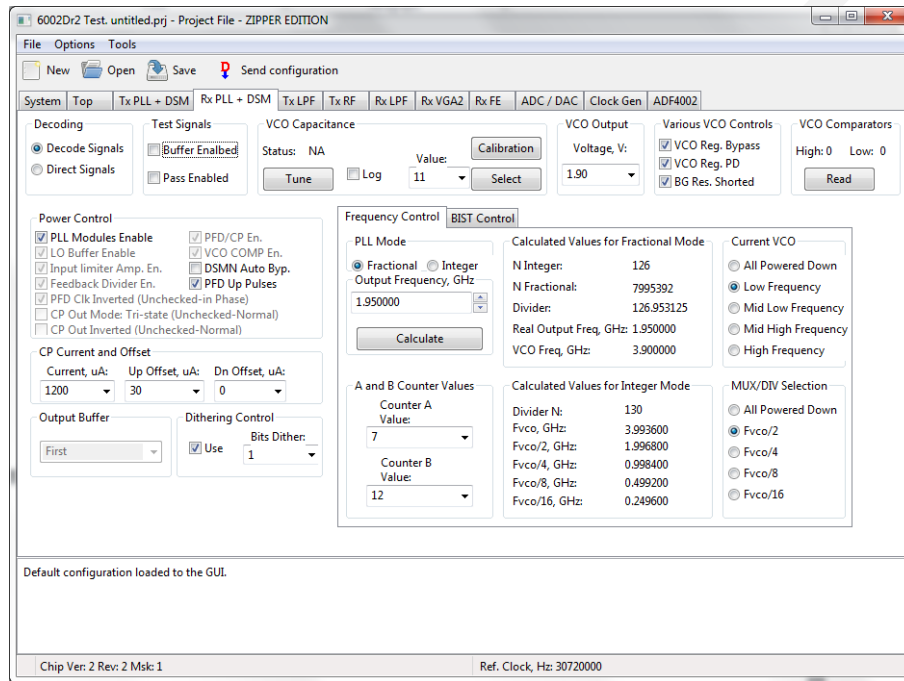 6002Dr2 Test. untitled.prj - Project File - ZIPPER EDITION
File Options Tools
New Open Save Send configuration
System Top Tx PLL + DSM Rx PLL + DSM Tx LPF Tx RF Rx LPF Rx VGA2 Rx FE ADC / DAC Clock Gen ADF4002
Decoding
Decode Signals
Direct Signals
Test Signals
Buffer Enalbed
Pass Enabled
VCO Capacitance
Status: NA
Value:
Calibration
Tune
Log
11
Select
VCO Output
Voltage, V:
1.90
Various VCO Controls
VCO Reg. Bypass
VCO Reg. PD
BG Res. Shorted
VCO Comparators
High: 0 Low: 0
Read
Power Control
PLL Modules Enable
PFD/CP En.
LO Buffer Enable
VCO COMP En.
Input limiter Amp. En.
DSMN Auto Byp.
Feedback Divider En.
PFD Up Pulses
PFD Clk Inverted (Unchecked-in Phase)
CP Out Mode: Tri-state (Unchecked-Normal)
CP Out Inverted (Unchecked-Normal)
CP Current and Offset
Current, uA: Up Offset, uA: Dn Offset, uA:
1200 30 0
Output Buffer
First
Dithering Control
Use
Bits Dither:
1
Frequency Control BIST Control
PLL Mode
Fractional Integer
Output Frequency, GHz
1.950000
Calculate
Calculated Values for Fractional Mode
N Integer: 126
N Fractional: 7995392
Divider: 126.953125
Real Output Freq, GHz: 1.950000
VCO Freq, GHz: 3.900000
Current VCO
All Powered Down
Low Frequency
Mid Low Frequency
Mid High Frequency
High Frequency
A and B Counter Values
Counter A
Value:
7
Counter B
Value:
12
Calculated Values for Integer Mode
Divider N: 130
Fvco, GHz: 3.993600
Fvco/2, GHz: 1.996800
Fvco/4, GHz: 0.998400
Fvco/8, GHz: 0.499200
Fvco/16, GHz: 0.249600
MUX/DIV Selection
All Powered Down
Fvco/2
Fvco/4
Fvco/8
Fvco/16
Default configuration loaded to the GUI.
Chip Ver: 2 Rev: 2 Msk: 1
Ref. Clock, Hz: 30720000